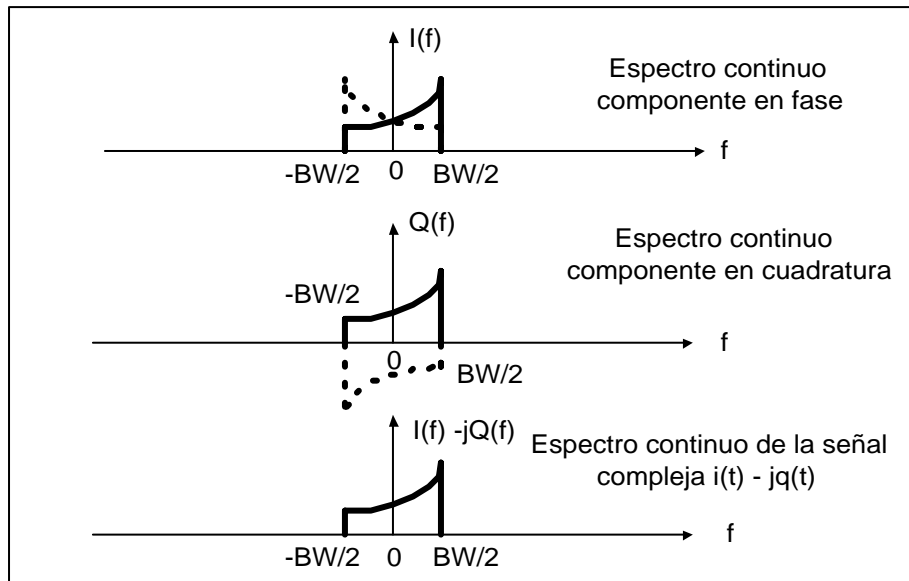 I(f)
Espectro continuo
componente en fase
f
-BW/2
0
BW/2
Q(f)
Espectro continuo
componente en cuadratura
-BW/2
f
0
BW/2
I(f) -jQ(f)
Espectro continuo de la señal
compleja i(t) - jq(t)
f
-BW/2
0
BW/2